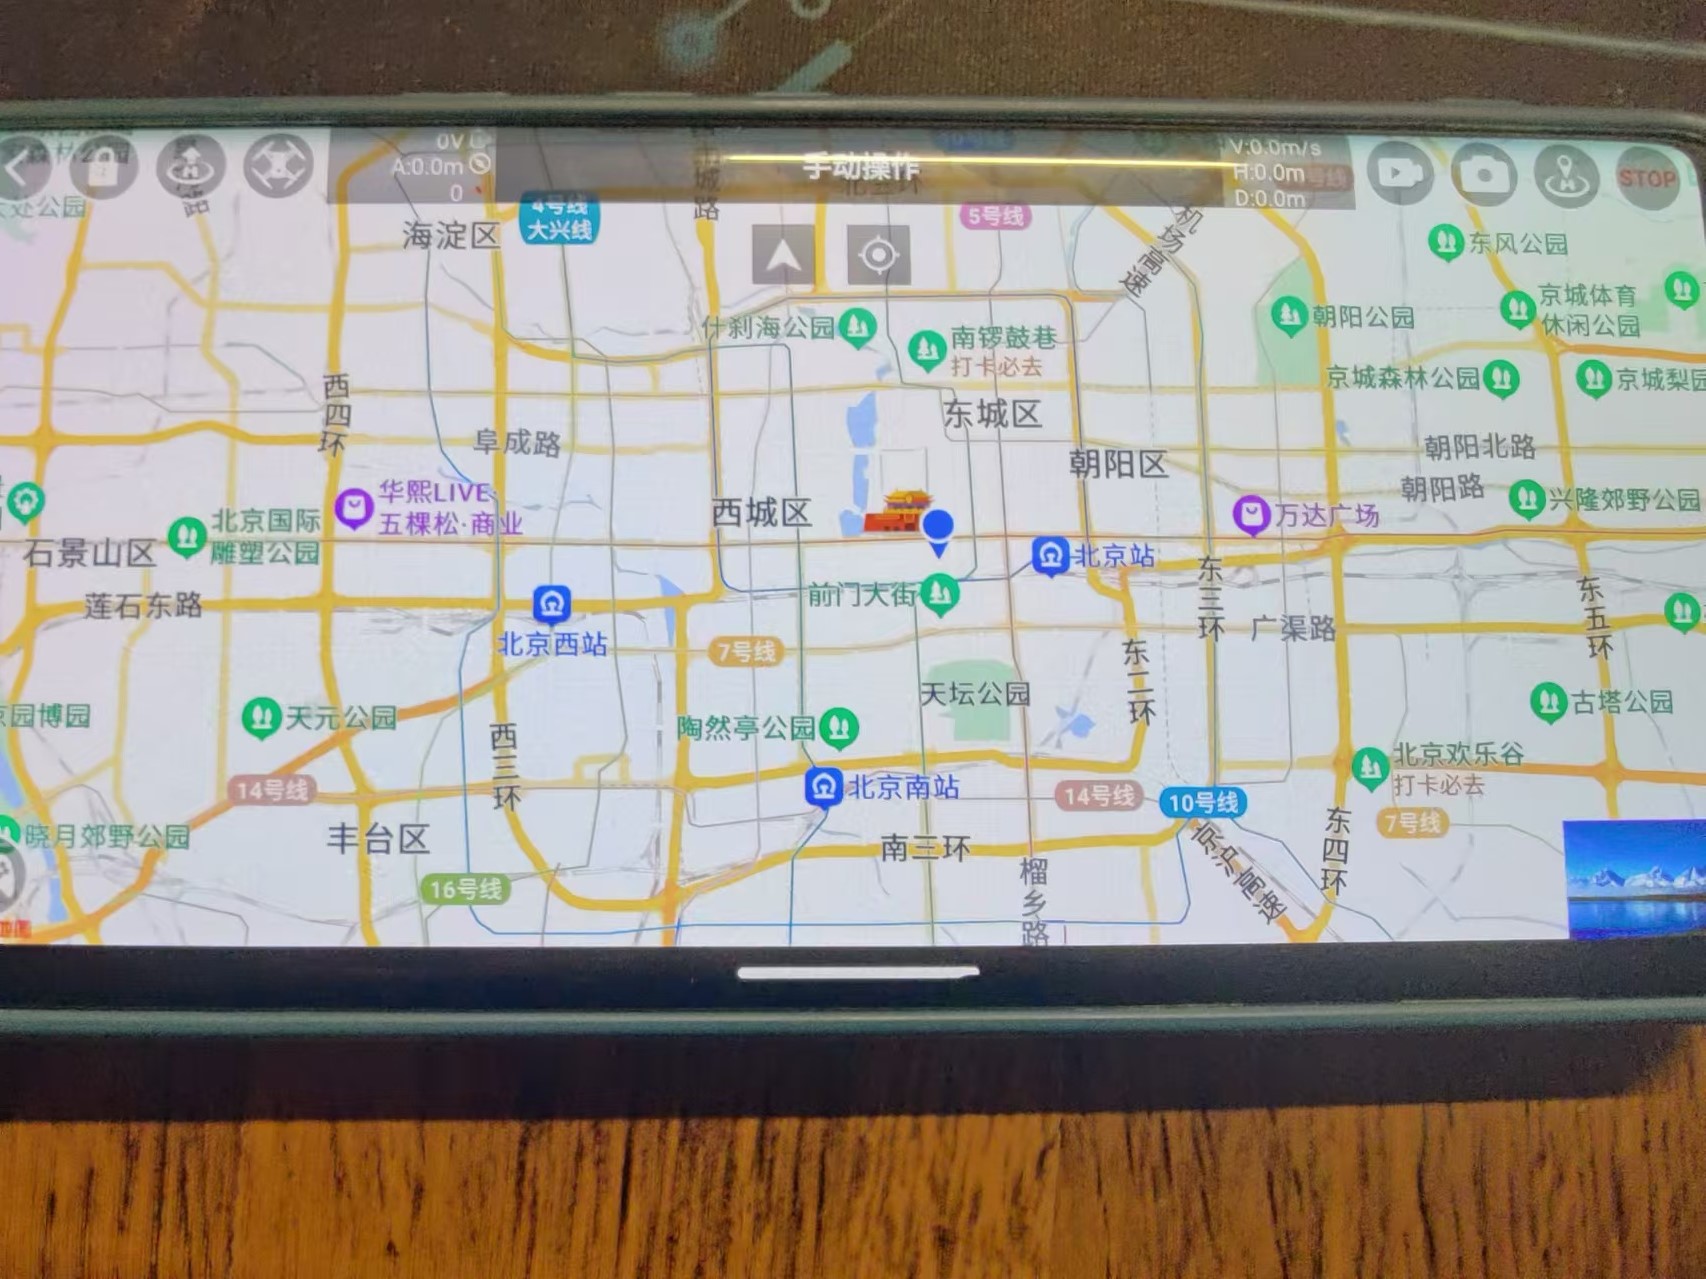 0V
A:0.0m
0
手动操作
V:0.0m/s
H:0.0m
D:0.0m
STOP
海淀区
4号线
大兴线
5号线
机场高速
东风公园
朝阳公园
京城体育
休闲公园
什刹海公园
南锣鼓巷
打卡必去
京城森林公园
京城梨园
西四环
阜成路
东城区
朝阳区
朝阳北路
朝阳路
兴隆郊野公园
华熙LIVE
五棵松·商业
北京国际
雕塑公园
石景山区
西城区
万达广场
北京站
莲石东路
前门大街
东三环
东五环
北京西站
7号线
广渠路
东二环
天坛公园
天元公园
陶然亭公园
古塔公园
西三环
北京欢乐谷
打卡必去
14号线
北京南站
14号线
10号线
7号线
晓月郊野公园
丰台区
南三环
京沪高速
东四环
16号线
榴乡路